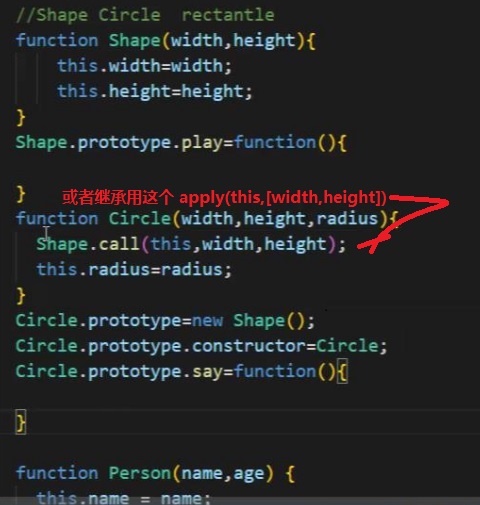 //Shape Circle  rectantle
function Shape(width,height){
    this.width=width;
    this.height=height;
}
Shape.prototype.play=function(){
或者继承用这个 apply(this,[width,height])
}
function Circle(width,height,radius){
  Shape.call(this,width,height);
  this.radius=radius;
}
Circle.prototype=new Shape();
Circle.prototype.constructor=Circle;
Circle.prototype.say=function(){
}
function Person(name,age) {
  this.name = name;